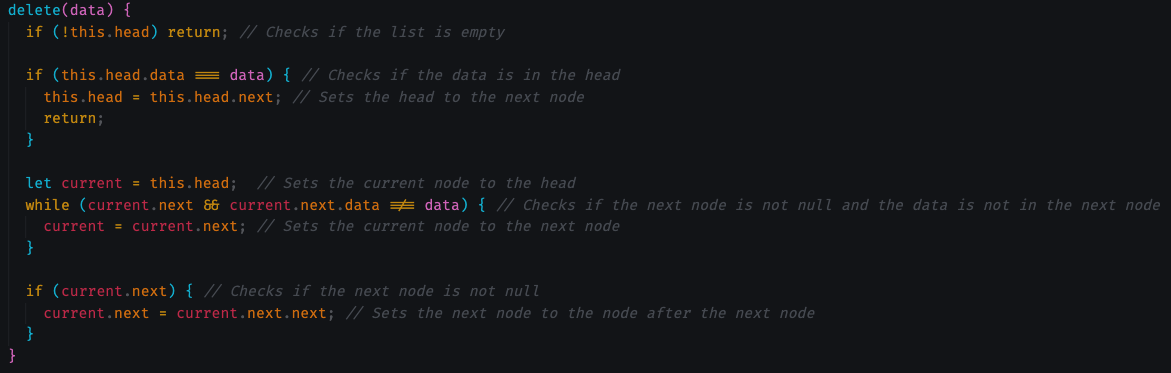 delete(data) {
  if (!this.head) return; // Checks if the list is empty

  if (this.head.data === data) { // Checks if the data is in the head
    this.head = this.head.next; // Sets the head to the next node
    return;
  }

  let current = this.head;  // Sets the current node to the head
  while (current.next && current.next.data !== data) { // Checks if the next node is not null and the data is not in the next node
    current = current.next; // Sets the current node to the next node
  }

  if (current.next) { // Checks if the next node is not null
    current.next = current.next.next; // Sets the next node to the node after the next node
  }
}